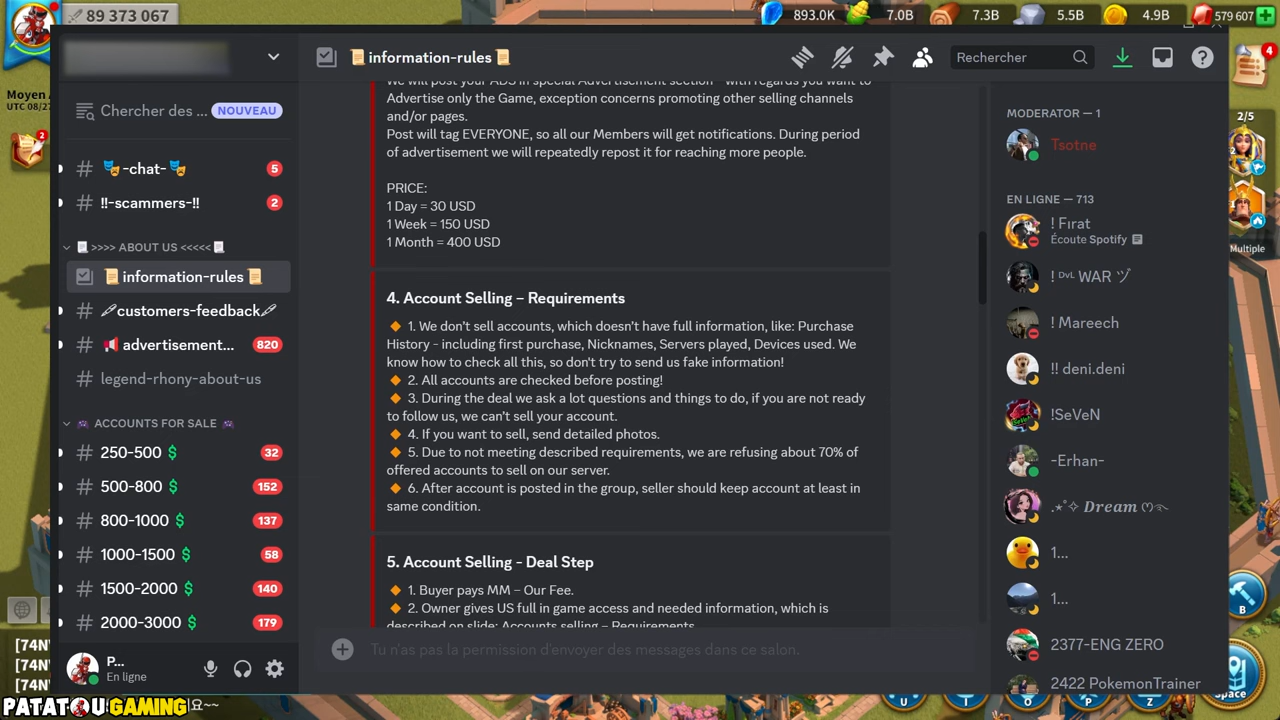 89 373 067
893.0K
7.0B
7.3B
5.5B
4.9B
579 607
4
Moyen
UTC 08/27
2
2/5
Multiple
Chercher des ...
NOUVEAU
# 🎭-chat-🎭
5
# !!-scammers-!!
2
📃 >>>> ABOUT US <<<<<📃
📜information-rules📜
# 🖋customers-feedback🖋
# 📢 advertisement...
820
# legend-rhony-about-us
👾 ACCOUNTS FOR SALE 👾
# 250-500 $
32
# 500-800 $
152
# 800-1000 $
137
# 1000-1500 $
58
# 1500-2000 $
140
# 2000-3000 $
179
P...
En ligne
📜information-rules📜
Rechercher
Advertise only the Game, exception concerns promoting other selling channels
and/or pages.
Post will tag EVERYONE, so all our Members will get notifications. During period
of advertisement we will repeatedly repost it for reaching more people.
PRICE:
1 Day = 30 USD
1 Week = 150 USD
1 Month = 400 USD
4. Account Selling – Requirements
🔸 1. We don't sell accounts, which doesn't have full information, like: Purchase
History - including first purchase, Nicknames, Servers played, Devices used. We
know how to check all this, so don't try to send us fake information!
🔸 2. All accounts are checked before posting!
🔸 3. During the deal we ask a lot questions and things to do, if you are not ready
to follow us, we can't sell your account.
🔸 4. If you want to sell, send detailed photos.
🔸 5. Due to not meeting described requirements, we are refusing about 70% of
offered accounts to sell on our server.
🔸 6. After account is posted in the group, seller should keep account at least in
same condition.
5. Account Selling - Deal Step
🔸 1. Buyer pays MM – Our Fee.
🔸 2. Owner gives US full in game access and needed information, which is
described on slide: Accounts selling – Requirements
Tu n'as pas la permission d'envoyer des messages dans ce salon.
MODERATOR — 1
Tsotne
EN LIGNE — 713
! Fırat
Écoute Spotify
! ᴰᵛᴸ WAR ヅ
! Mareech
!! deni.deni
!SeVeN
-Erhan-
𝑫𝒓𝒆𝒂𝒎
1...
1...
2377-ENG ZERO
2422 PokemonTrainer
B
Space
U
T
O
P
Z
[74N
[74N
[74N
PATATOUGAMING